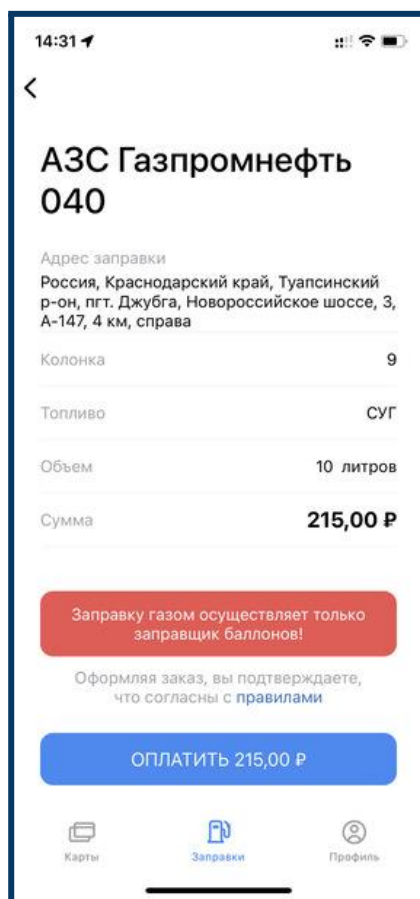 14:31
АЗС Газпромнефть
040
Адрес заправки
Россия, Краснодарский край, Туапсинский
р-он, пгт. Джубга, Новороссийское шоссе, 3,
А-147, 4 км, справа
Колонка 9
Топливо СУГ
Объем 10 литров
Сумма 215,00 ₽
Заправку газом осуществляет только
заправщик баллонов!
Оформляя заказ, вы подтверждаете,
что согласны с правилами
ОПЛАТИТЬ 215,00 ₽
Карты Заправки Профиль